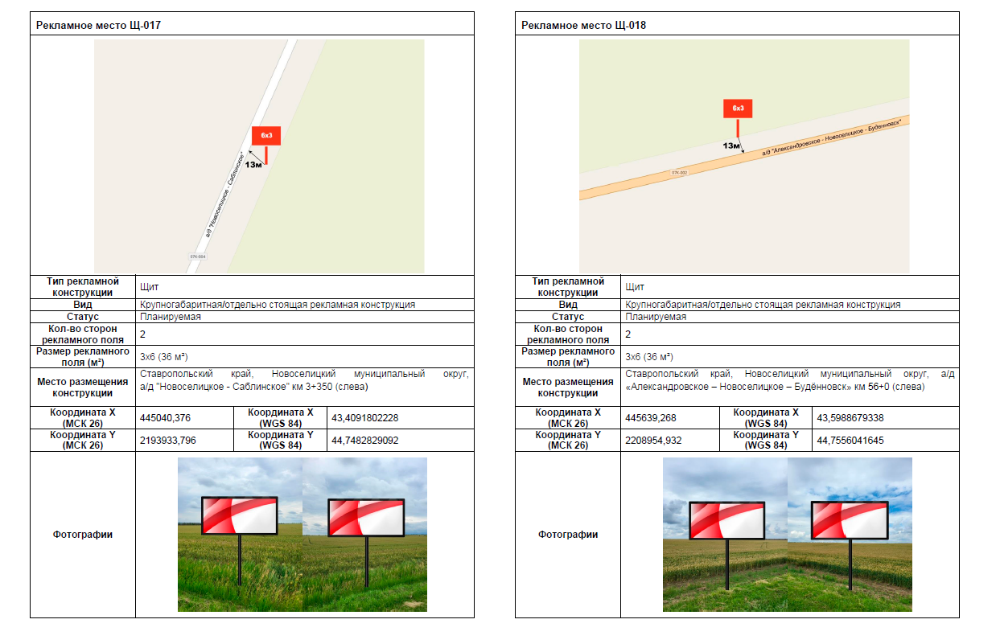 Рекламное место Щ-017
6х3
13м
а/д "Новоселицкое - Саблинское"
07К-004
Тип рекламной
конструкции
Щит
Вид
Крупногабаритная/отдельно стоящая рекламная конструкция
Статус
Планируемая
Кол-во сторон
рекламного поля
2
Размер рекламного
поля (м²)
3х6 (36 м²)
Место размещения
конструкции
Ставропольский край, Новоселицкий муниципальный округ,
а/д "Новоселицкое - Саблинское" км 3+350 (слева)
Координата X
(МСК 26)
445040,376
Координата X
(WGS 84)
43,4091802228
Координата Y
(МСК 26)
2193933,796
Координата Y
(WGS 84)
44,7482829092
Фотографии
Рекламное место Щ-018
6х3
13м
а/д "Александровское - Новоселицкое - Будённовск"
07К-002
Тип рекламной
конструкции
Щит
Вид
Крупногабаритная/отдельно стоящая рекламная конструкция
Статус
Планируемая
Кол-во сторон
рекламного поля
2
Размер рекламного
поля (м²)
3х6 (36 м²)
Место размещения
конструкции
Ставропольский край, Новоселицкий муниципальный округ, а/д
«Александровское – Новоселицкое – Будённовск» км 56+0 (слева)
Координата X
(МСК 26)
445639,268
Координата X
(WGS 84)
43,5988679338
Координата Y
(МСК 26)
2208954,932
Координата Y
(WGS 84)
44,7556041645
Фотографии